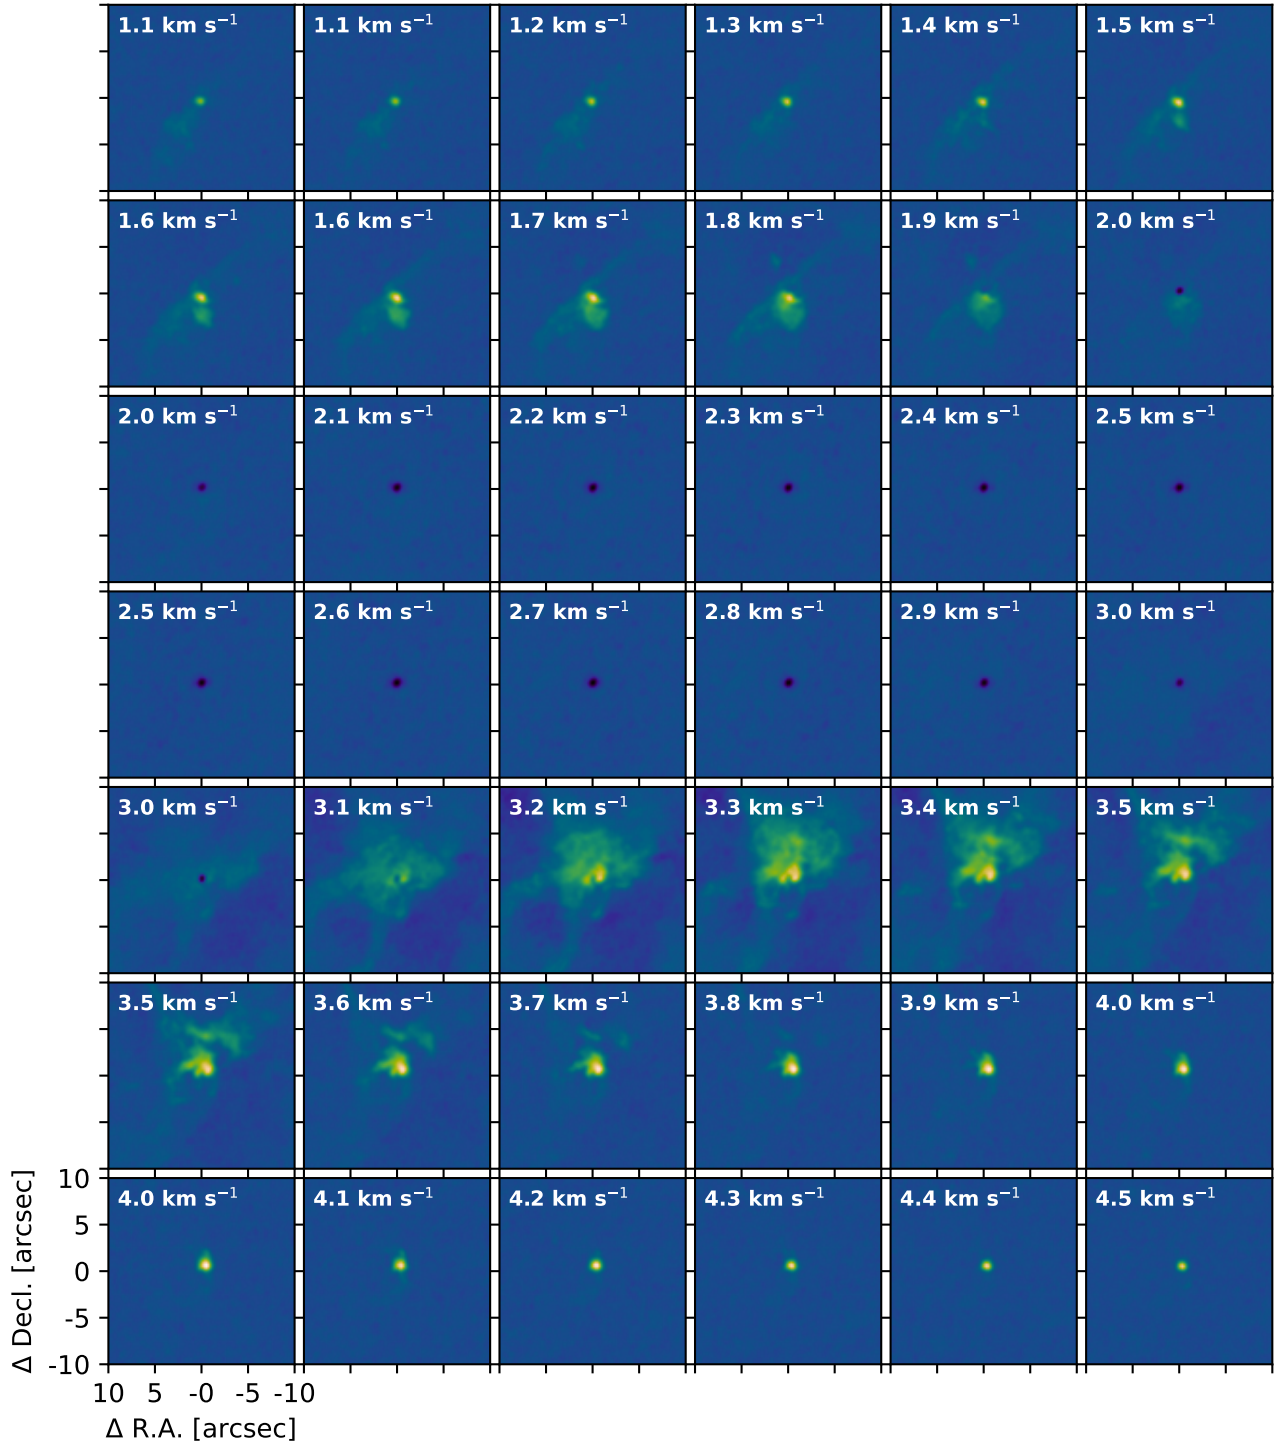 1.1 km s⁻¹ 1.1 km s⁻¹ 1.2 km s⁻¹ 1.3 km s⁻¹ 1.4 km s⁻¹ 1.5 km s⁻¹
1.6 km s⁻¹ 1.6 km s⁻¹ 1.7 km s⁻¹ 1.8 km s⁻¹ 1.9 km s⁻¹ 2.0 km s⁻¹
2.0 km s⁻¹ 2.1 km s⁻¹ 2.2 km s⁻¹ 2.3 km s⁻¹ 2.4 km s⁻¹ 2.5 km s⁻¹
2.5 km s⁻¹ 2.6 km s⁻¹ 2.7 km s⁻¹ 2.8 km s⁻¹ 2.9 km s⁻¹ 3.0 km s⁻¹
3.0 km s⁻¹ 3.1 km s⁻¹ 3.2 km s⁻¹ 3.3 km s⁻¹ 3.4 km s⁻¹ 3.5 km s⁻¹
3.5 km s⁻¹ 3.6 km s⁻¹ 3.7 km s⁻¹ 3.8 km s⁻¹ 3.9 km s⁻¹ 4.0 km s⁻¹
4.0 km s⁻¹ 4.1 km s⁻¹ 4.2 km s⁻¹ 4.3 km s⁻¹ 4.4 km s⁻¹ 4.5 km s⁻¹
Δ Decl. [arcsec]
10
5
0
-5
-10
10 5 -0 -5 -10
Δ R.A. [arcsec]